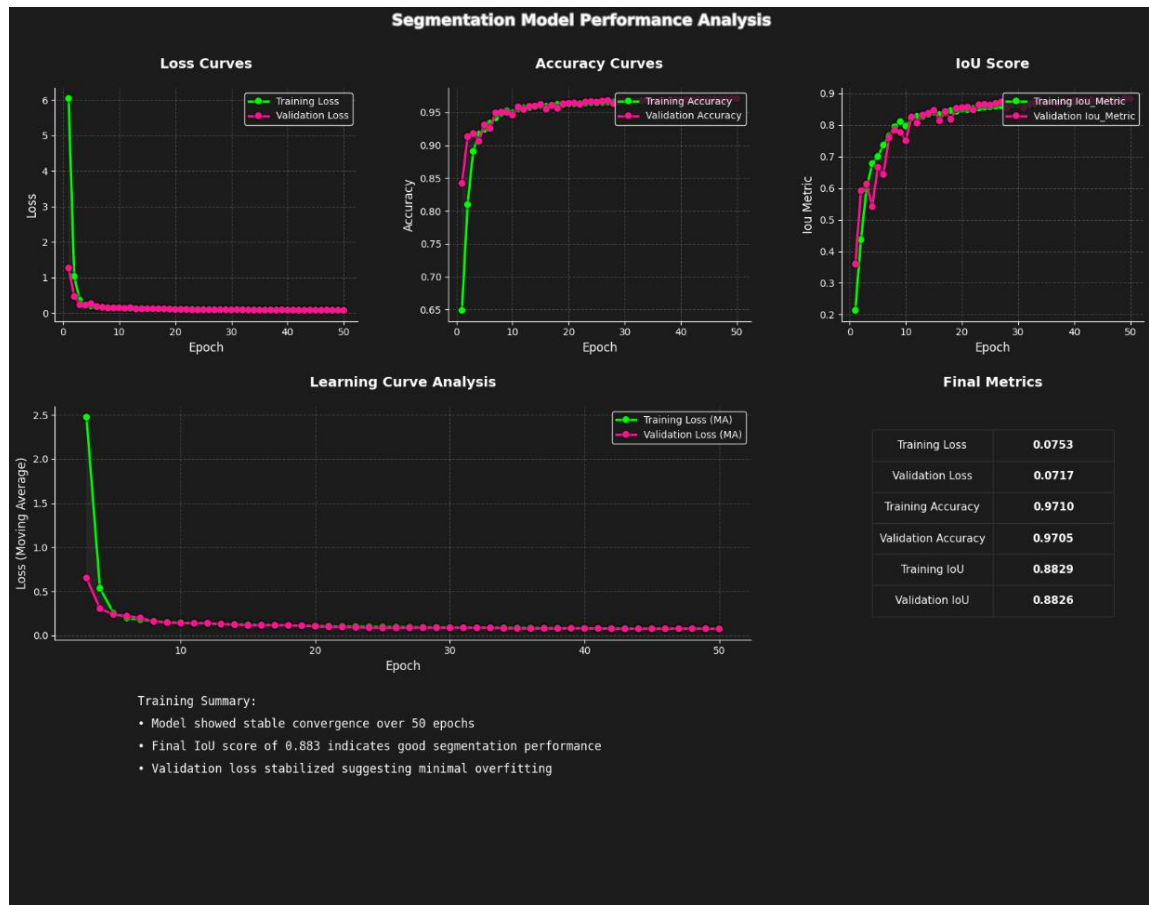 Segmentation Model Performance Analysis
Loss Curves
Training Loss
Validation Loss
Loss
6
5
4
3
2
1
0
0 10 20 30 40 50
Epoch
Accuracy Curves
Training Accuracy
Validation Accuracy
Accuracy
0.95
0.90
0.85
0.80
0.75
0.70
0.65
0 10 20 30 40 50
Epoch
IoU Score
Training Iou_Metric
Validation Iou_Metric
Iou Metric
0.9
0.8
0.7
0.6
0.5
0.4
0.3
0.2
0 10 20 30 40 50
Epoch
Learning Curve Analysis
Training Loss (MA)
Validation Loss (MA)
Loss (Moving Average)
2.5
2.0
1.5
1.0
0.5
0.0
10 20 30 40 50
Epoch
Final Metrics
Training Loss 0.0753
Validation Loss 0.0717
Training Accuracy 0.9710
Validation Accuracy 0.9705
Training IoU 0.8829
Validation IoU 0.8826
Training Summary:
• Model showed stable convergence over 50 epochs
• Final IoU score of 0.883 indicates good segmentation performance
• Validation loss stabilized suggesting minimal overfitting